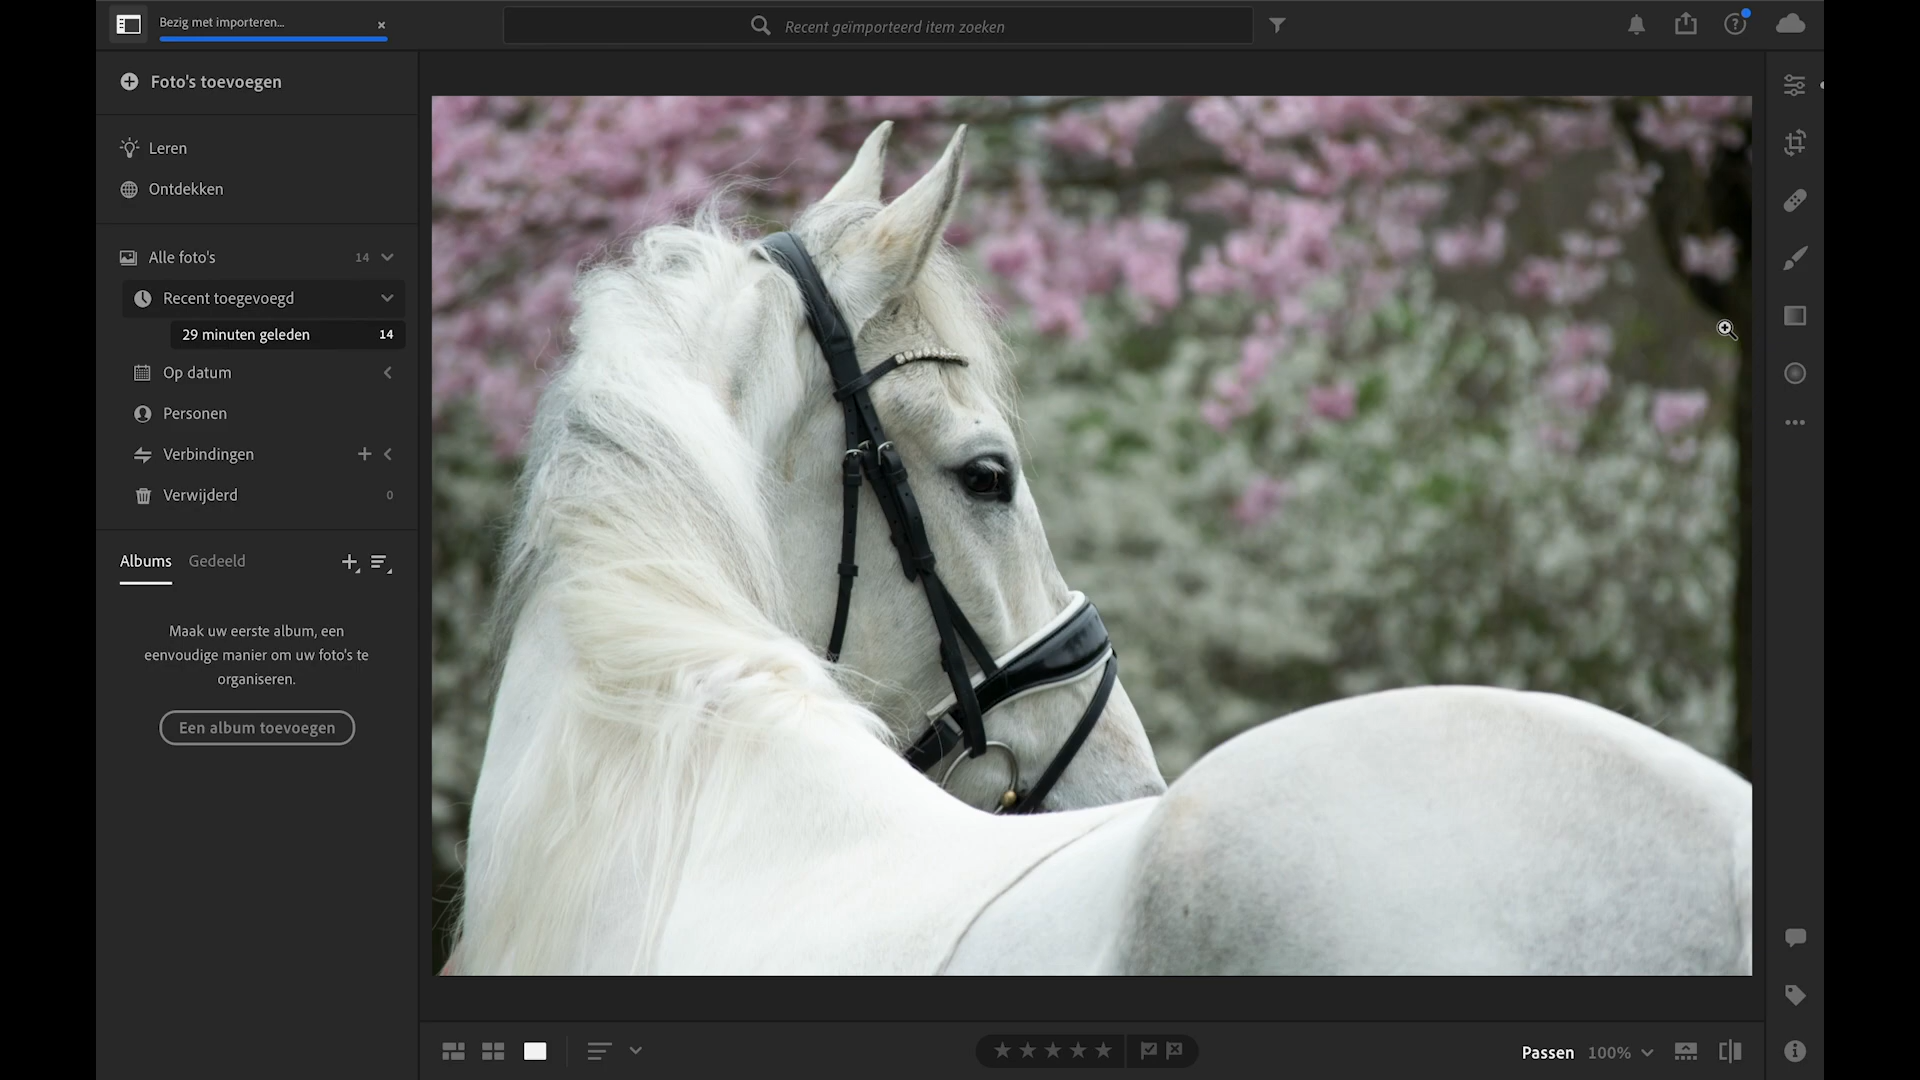 Bezig met importeren...
Recent geïmporteerd item zoeken
Foto's toevoegen
Leren
Ontdekken
Alle foto's 14
Recent toegevoegd
29 minuten geleden 14
Op datum
Personen
Verbindingen
Verwijderd 0
Albums Gedeeld
Maak uw eerste album, een
eenvoudige manier om uw foto's te
organiseren.
Een album toevoegen
Passen 100%